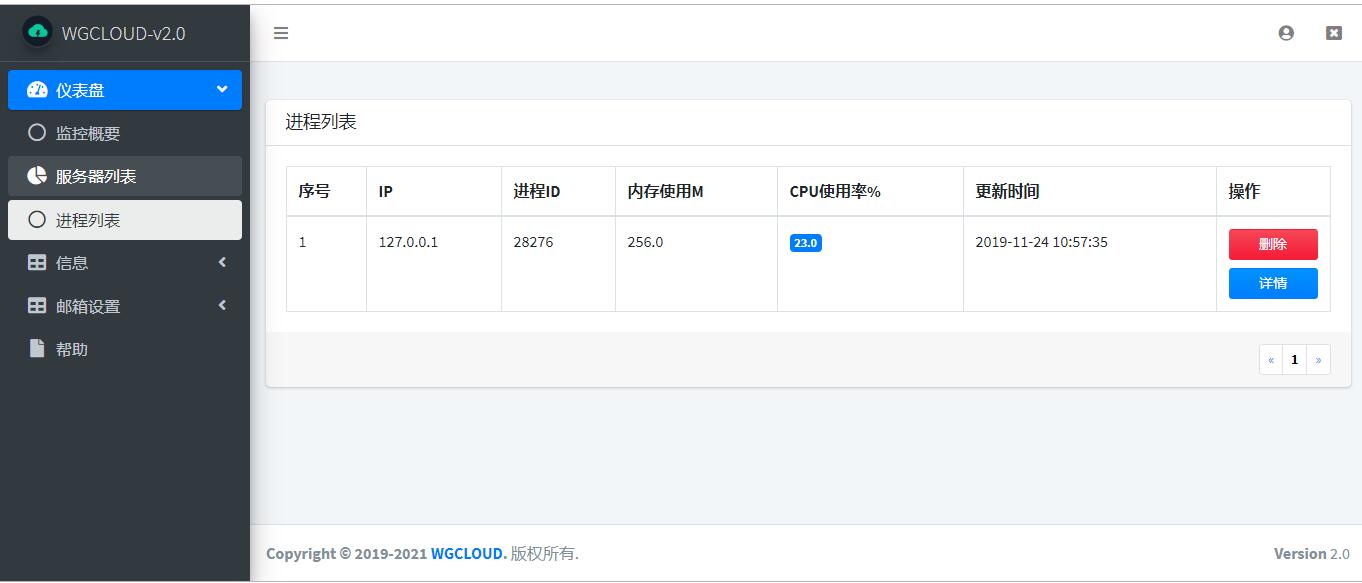 WGCLOUD-v2.0
仪表盘
监控概要
服务器列表
进程列表
信息
邮箱设置
帮助
进程列表
序号 IP 进程ID 内存使用M CPU使用率% 更新时间 操作
1 127.0.0.1 28276 256.0 23.0 2019-11-24 10:57:35 删除
详情
« 1 »
Copyright © 2019-2021 WGCLOUD. 版权所有.
Version 2.0